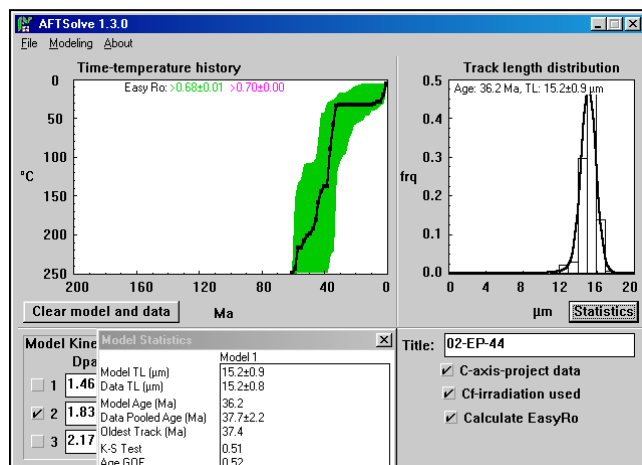 AFTSolve 1.3.0
File Modeling About
Time-temperature history
Easy Ro: >0.68±0.01 >0.70±0.00
0
50
100
150
200
250
°C
200 160 120 80 40 0
Ma
Clear model and data
Track length distribution
Age: 36.2 Ma, TL: 15.2±0.9 µm
0.5
0.4
0.3
0.2
0.1
0.0
frq
0 4 8 12 16 20
µm
Statistics
Model Kine
Dpa
1 1.46
2 1.83
3 2.17
Model Statistics
Model 1
Model TL (µm) 15.2±0.9
Data TL (µm) 15.2±0.8
Model Age (Ma) 36.2
Data Pooled Age (Ma) 37.7±2.2
Oldest Track (Ma) 37.4
K-S Test 0.51
Age GOF 0.52
Title: 02-EP-44
C-axis-project data
Cf-irradiation used
Calculate EasyRo